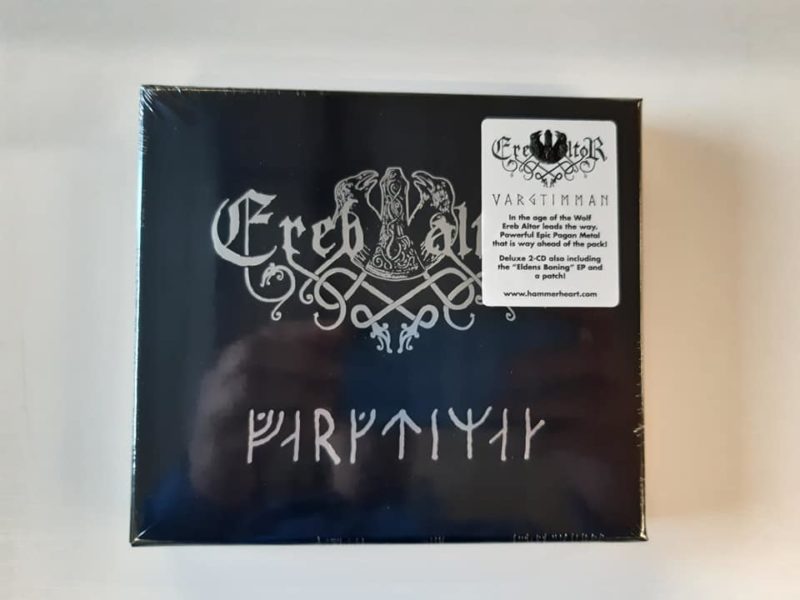 Ereb Alto
ᚡᛆᚱᚵᛏᛁᛘᛆᚿ
Ereb Altor
VARGTIMMAN
In the age of the Wolf
Ereb Altor leads the way.
Powerful Epic Pagan Metal
that is way ahead of the pack!
Deluxe 2-CD also including
the "Eldens Boning" EP and
a patch!
www.hammerheart.com